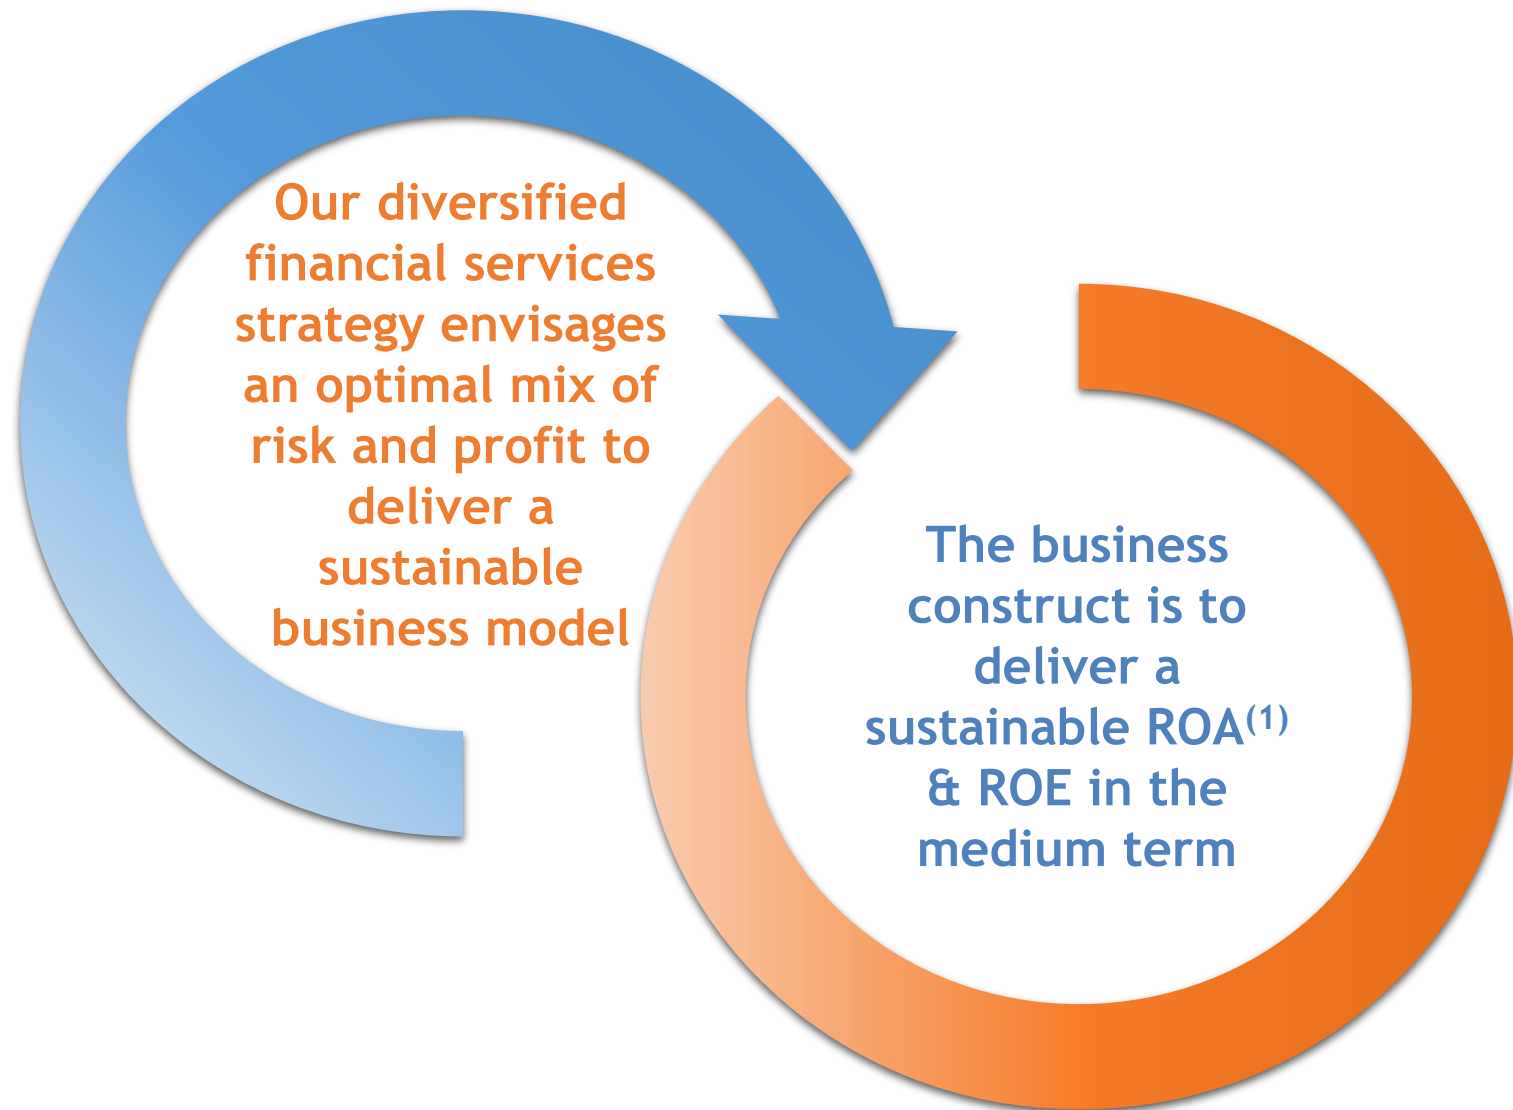 Our diversified
financial services
strategy envisages
an optimal mix of
risk and profit to
deliver a
sustainable
business model
The business
construct is to
deliver a
sustainable ROA(1)
& ROE in the
medium term